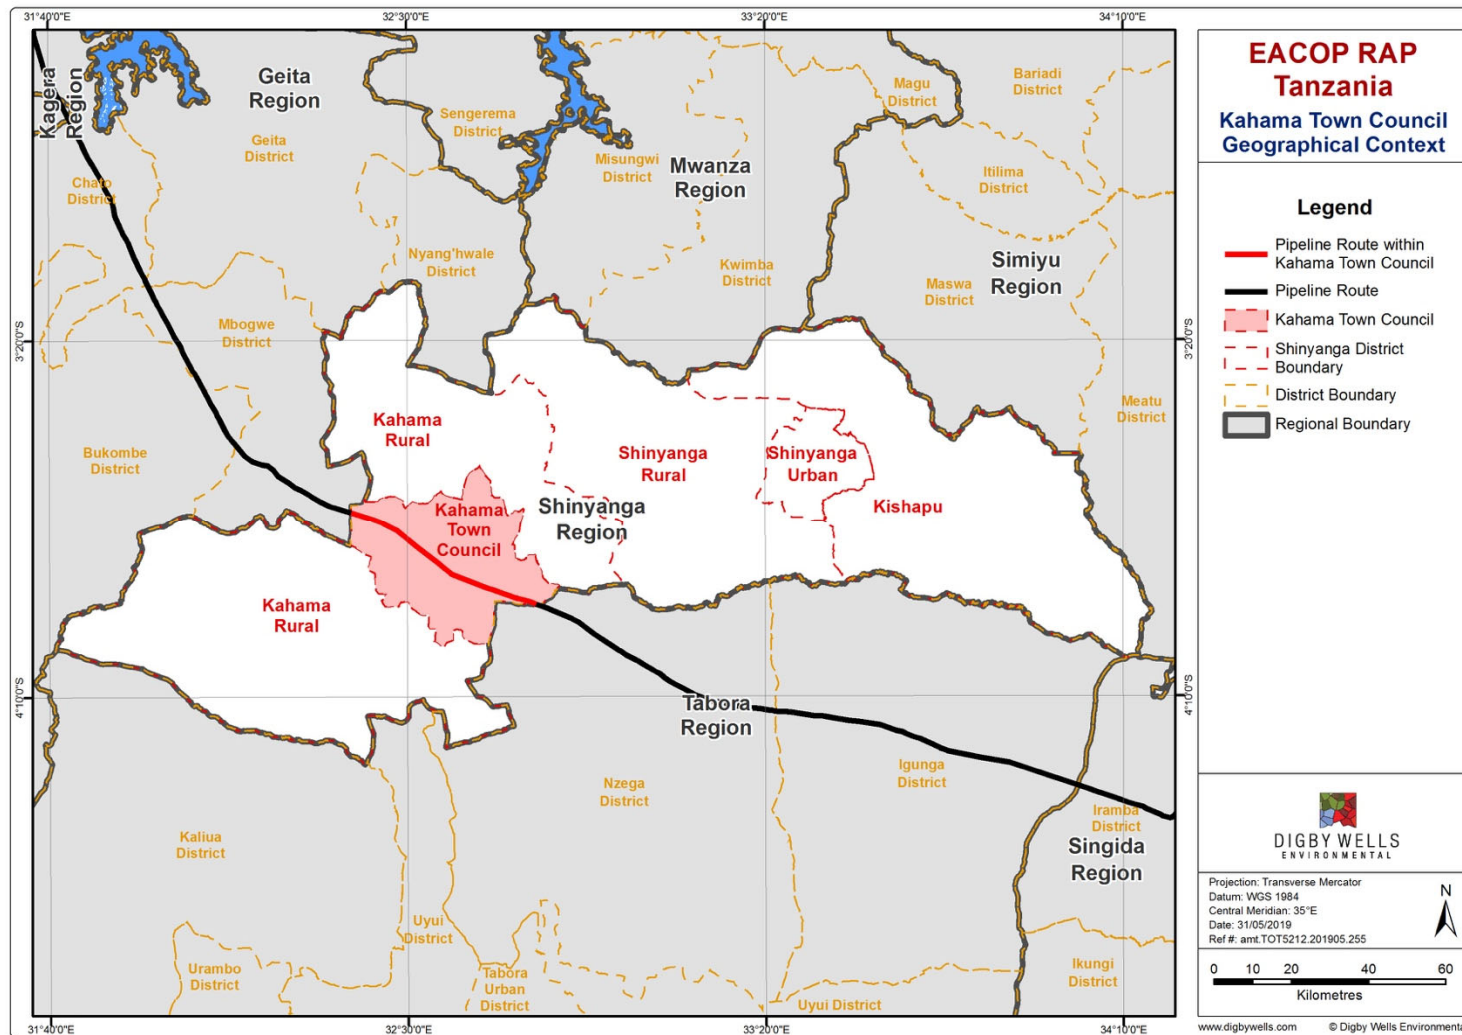 31°40'0"E
32°30'0"E
33°20'0"E
34°10'0"E
Kagera
Region
Geita
Region
Geita
District
Chato
District
Sengerema
District
Misungwi
District
Mwanza
Region
Magu
District
Bariadi
District
Itilima
District
Nyang'hwale
District
Kwimba
District
Simiyu
Region
Maswa
District
Mbogwe
District
3°20'0"S
3°20'0"S
Meatu
District
Bukombe
District
Kahama
Rural
Shinyanga
Rural
Shinyanga
Urban
Kahama
Town
Council
Shinyanga
Region
Kishapu
Kahama
Rural
4°10'0"S
4°10'0"S
Tabora
Region
Nzega
District
Igunga
District
Iramba
District
Singida
Region
Kaliua
District
Uyui
District
Urambo
District
Tabora
Urban
District
Uyui District
Ikungi
District
31°40'0"E
32°30'0"E
33°20'0"E
34°10'0"E
EACOP RAP
Tanzania
Kahama Town Council
Geographical Context
Legend
Pipeline Route within
Kahama Town Council
Pipeline Route
Kahama Town Council
Shinyanga District
Boundary
District Boundary
Regional Boundary
DIGBY WELLS
ENVIRONMENTAL
Projection: Transverse Mercator
Datum: WGS 1984
Central Meridian: 35°E
Date: 31/05/2019
Ref #: amt.TOT5212.201905.255
N
0 10 20 40 60
Kilometres
www.digbywells.com © Digby Wells Environmental